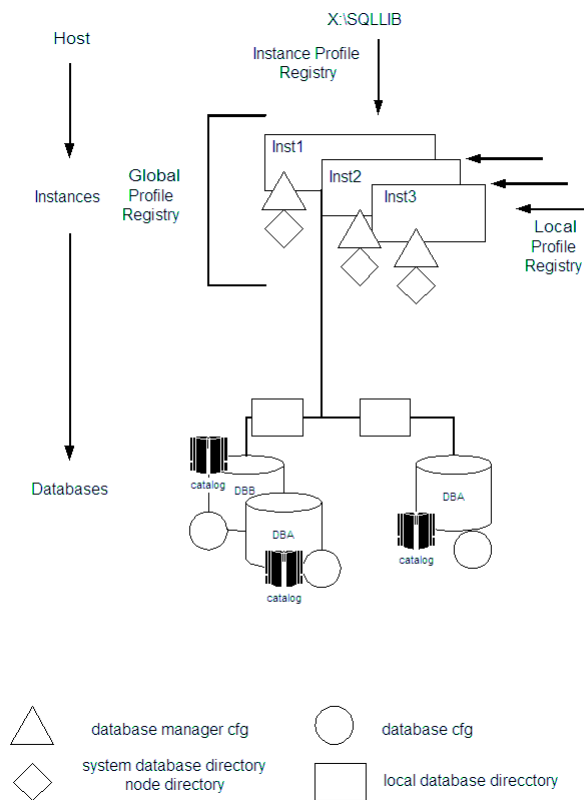 X:\SQLLIB
Host
Instance Profile
Registry
Inst1
Inst2
Inst3
Global
Profile
Registry
Instances
Local
Profile
Registry
Databases
catalog
DBB
DBA
catalog
DBA
catalog
database manager cfg
database cfg
system database directory
node directory
local database direcctory